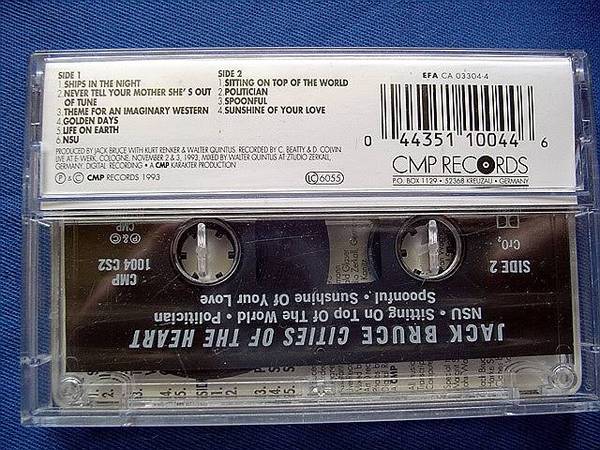 SIDE 1
1. SHIPS IN THE NIGHT
2. NEVER TELL YOUR MOTHER SHE'S OUT
OF TUNE
3. THEME FOR AN IMAGINARY WESTERN
4. GOLDEN DAYS
5. LIFE ON EARTH
6. NSU
SIDE 2
1. SITTING ON TOP OF THE WORLD
2. POLITICIAN
3. SPOONFUL
4. SUNSHINE OF YOUR LOVE
PRODUCED BY JACK BRUCE WITH KURT RENKER & WALTER QUINTUS. RECORDED BY C. BEATTY & D. COLVIN
LIVE AT E-WERK, COLOGNE, NOVEMBER 2 & 3, 1993, MIXED BY WALTER QUINTUS AT ZTUDIO ZERKALL,
GERMANY. DIGITAL RECORDING • A CMP KARAKTER PRODUCTION
Ⓟ & © CMP RECORDS 1993
LC 6055
EFA CA 03304-4
0 44351 10044 6
CMP RECORDS
P.O. BOX 1129 • 52368 KREUZAU • GERMANY
JACK BRUCE CITIES OF THE HEART
NSU • Sitting On Top Of The World • Politician
Spoonful • Sunshine Of Your Love
SIDE 2
CrO2
CMP
1004 CS2
Ⓟ & ©
CMP